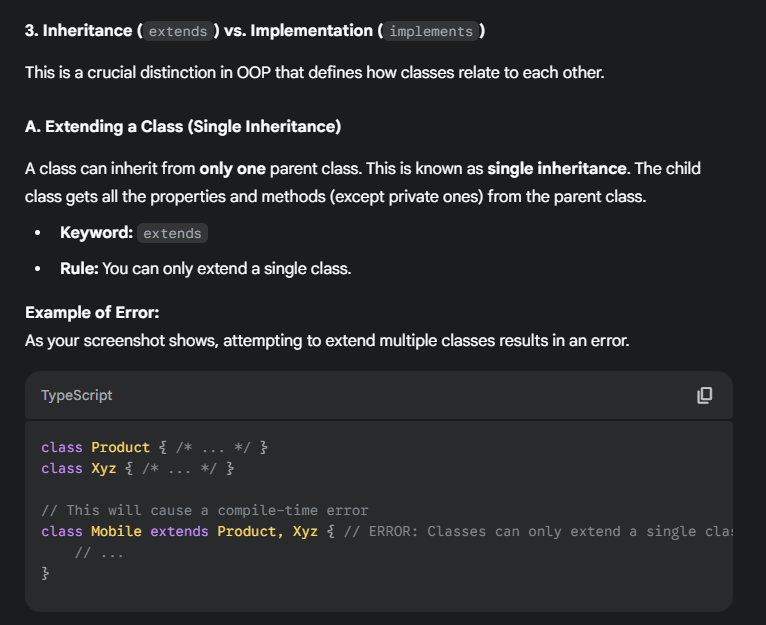 3. Inheritance (extends) vs. Implementation (implements)
This is a crucial distinction in OOP that defines how classes relate to each other.
A. Extending a Class (Single Inheritance)
A class can inherit from only one parent class. This is known as single inheritance. The child
class gets all the properties and methods (except private ones) from the parent class.
• Keyword: extends
• Rule: You can only extend a single class.
Example of Error:
As your screenshot shows, attempting to extend multiple classes results in an error.
TypeScript
class Product { /* ... */ }
class Xyz { /* ... */ }
// This will cause a compile-time error
class Mobile extends Product, Xyz { // ERROR: Classes can only extend a single clas
// ...
}